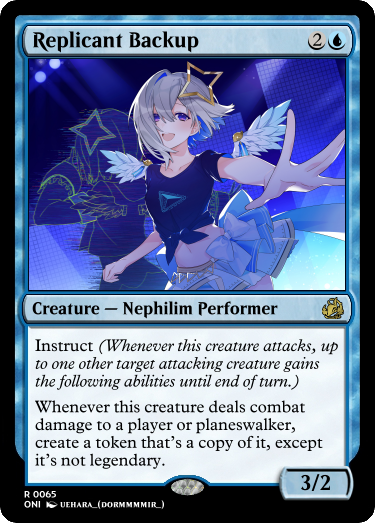 Replicant Backup 2
Creature — Nephilim Performer
Instruct (Whenever this creature attacks, up
to one other target attacking creature gains
the following abilities until end of turn.)
Whenever this creature deals combat
damage to a player or planeswalker,
create a token that's a copy of it, except
it's not legendary.
3/2
R 0065
ONI UEHARA_(DORMMMMIR_)